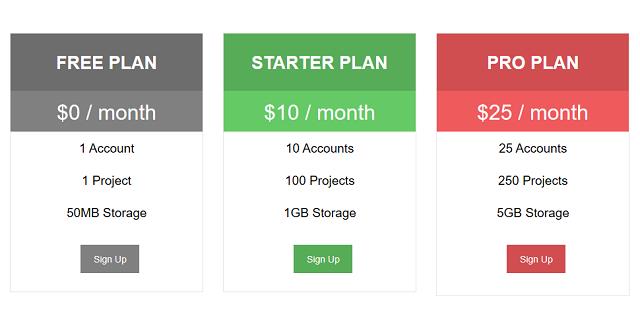 FREE PLAN
$0 / month
1 Account
1 Project
50MB Storage
Sign Up
STARTER PLAN
$10 / month
10 Accounts
100 Projects
1GB Storage
Sign Up
PRO PLAN
$25 / month
25 Accounts
250 Projects
5GB Storage
Sign Up